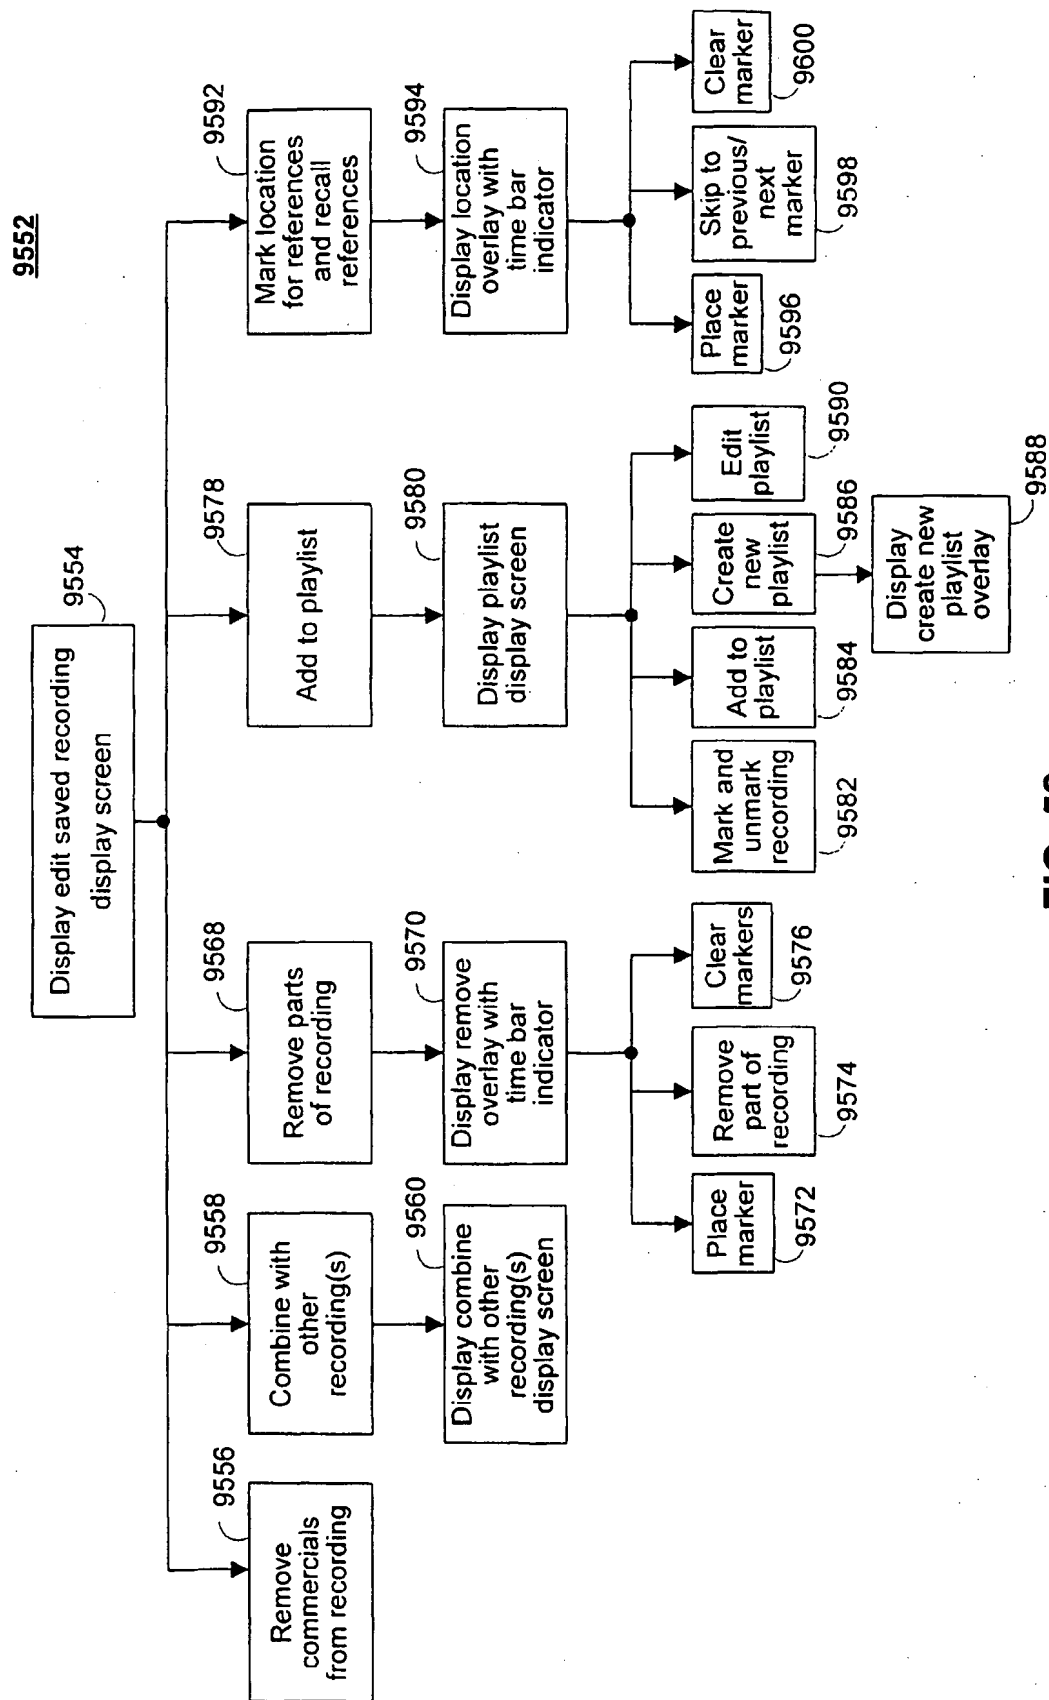 9552
Display edit saved recording
display screen
9554
Remove
commercials
from recording
9556
Combine with
other
recording(s)
9558
Display combine
with other
recording(s)
display screen
9560
Remove parts
of recording
9568
Display remove
overlay with
time bar
indicator
9570
Place
marker
9572
Remove
part of
recording
9574
Clear
markers
9576
Add to playlist
9578
Display playlist
display screen
9580
Mark and
unmark
recording
9582
Add to
playlist
9584
Create
new
playlist
9586
Display
create new
playlist
overlay
9588
Edit
playlist
9590
Mark location
for references
and recall
references
9592
Display location
overlay with
time bar
indicator
9594
Place
marker
9596
Skip to
previous/
next
marker
9598
Clear
marker
9600